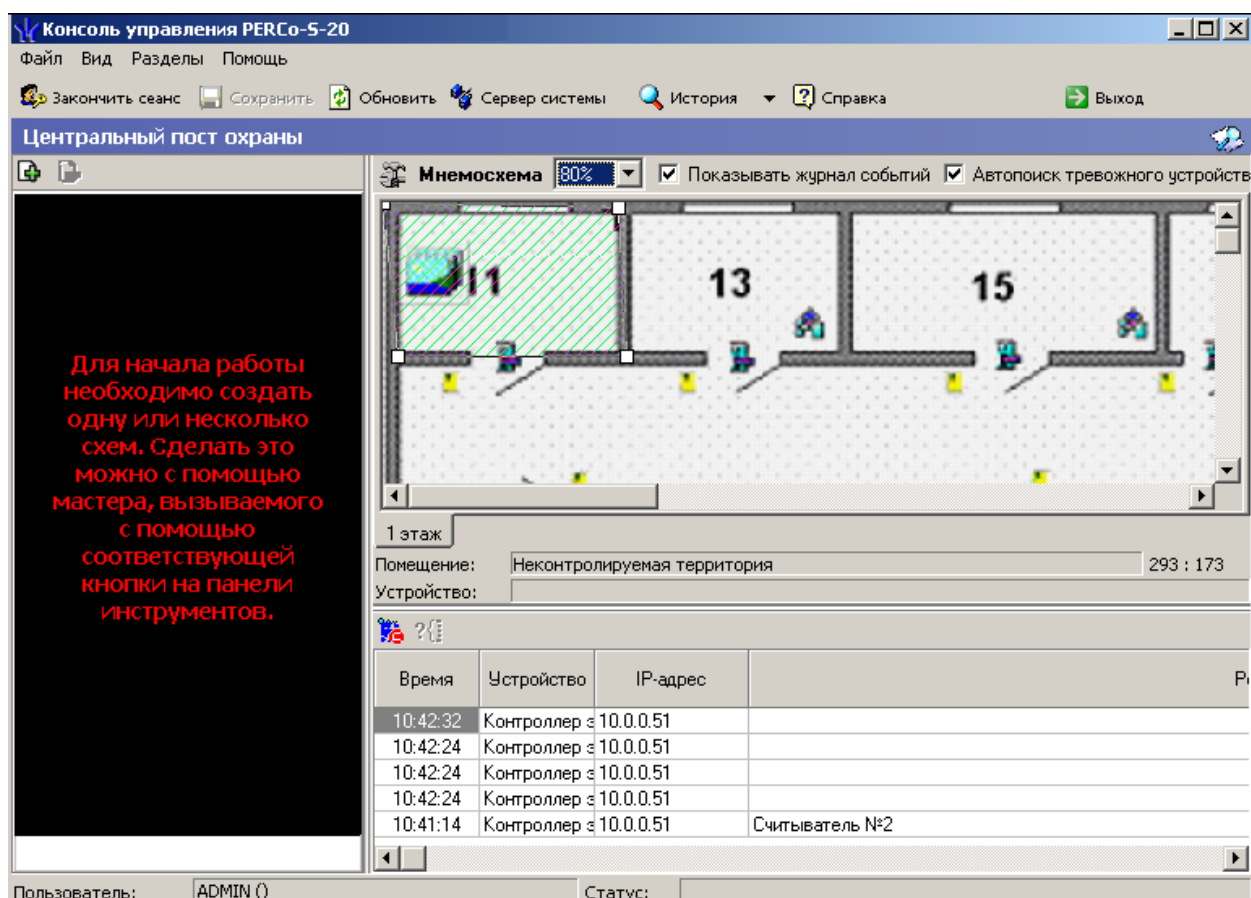 Консоль управления PERCo-S-20
Файл Вид Разделы Помощь
Закончить сеанс Сохранить Обновить Сервер системы История Справка Выход
Центральный пост охраны
Мнемосхема 80% Показывать журнал событий Автопоиск тревожного устройств
Для начала работы
необходимо создать
одну или несколько
схем. Сделать это
можно с помощью
мастера, вызываемого
с помощью
соответствующей
кнопки на панели
инструментов.
11 13 15
1 этаж
Помещение: Неконтролируемая территория 293 : 173
Устройство:
Время Устройство IP-адрес
10:42:32 Контроллер з 10.0.0.51
10:42:24 Контроллер з 10.0.0.51
10:42:24 Контроллер з 10.0.0.51
10:42:24 Контроллер з 10.0.0.51
10:41:14 Контроллер з 10.0.0.51 Считыватель №2
Пользователь: ADMIN () Статус: